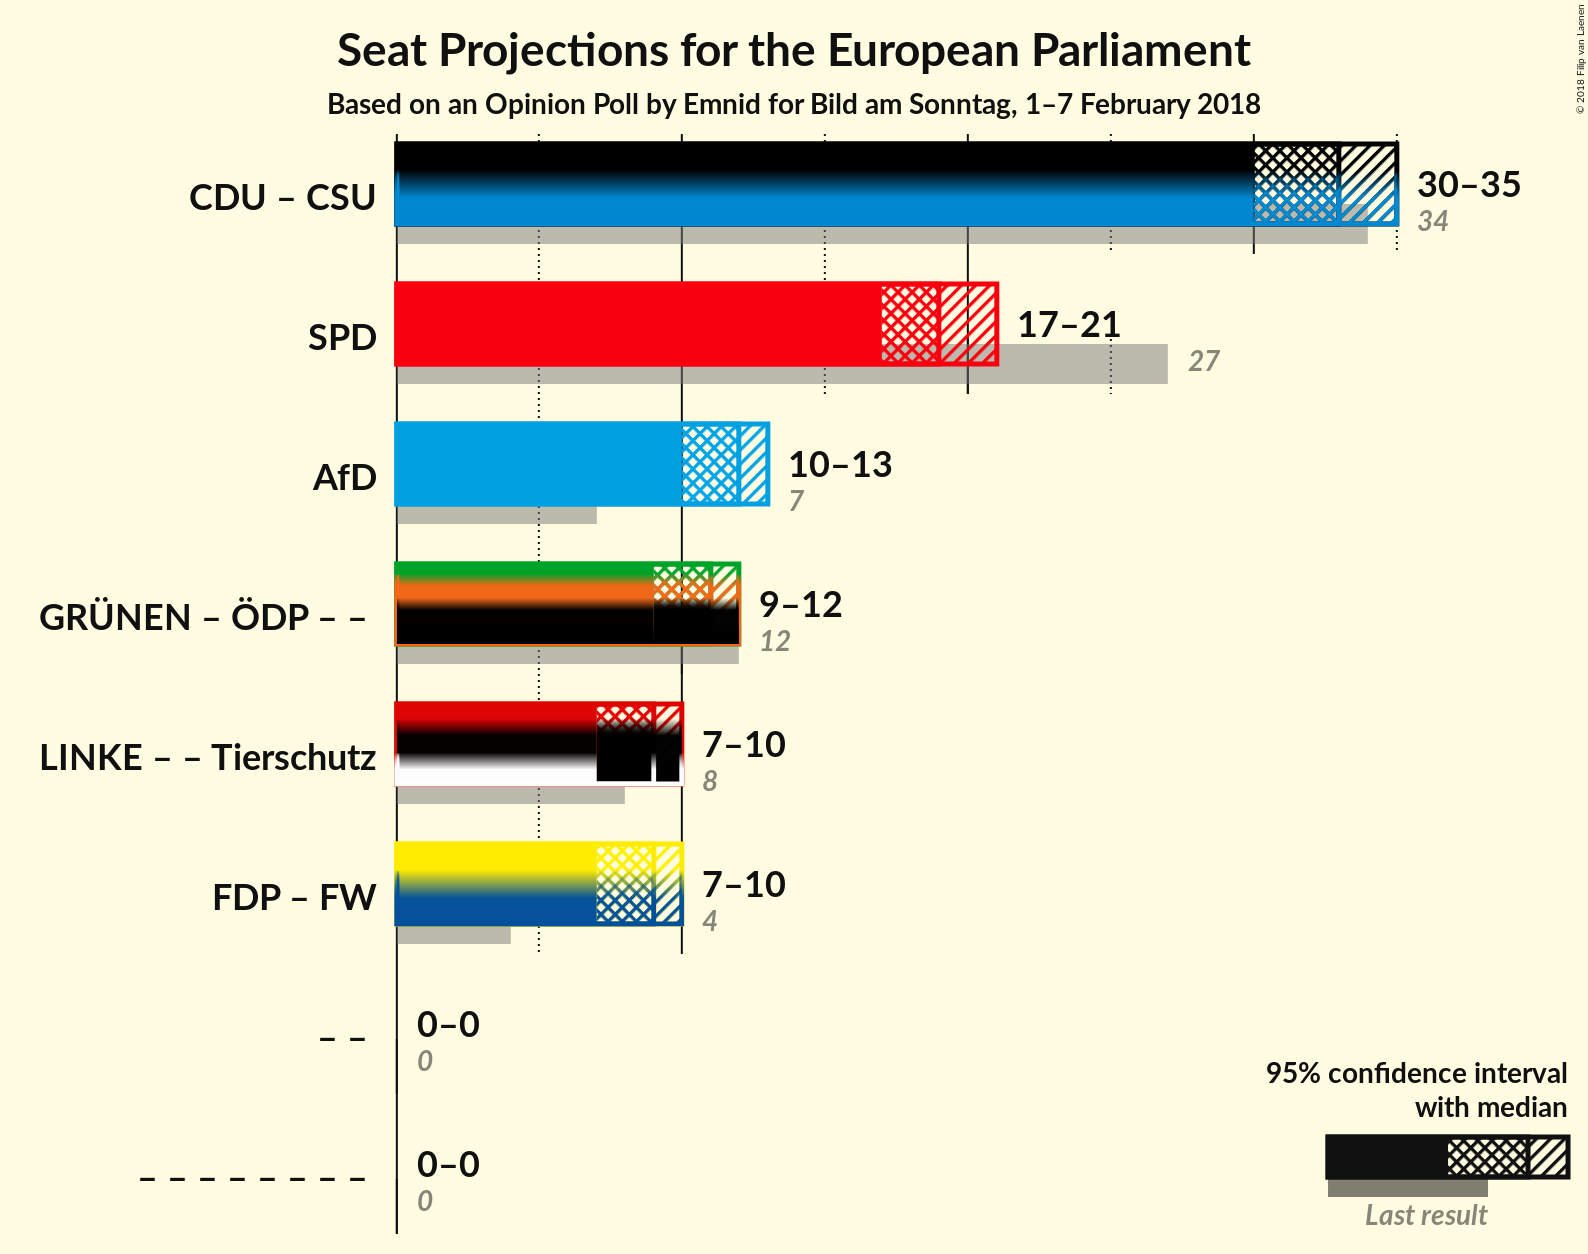 Seat Projections for the European Parliament
Based on an Opinion Poll by Emnid for Bild am Sonntag, 1–7 February 2018
© 2018 Filip van Laenen
CDU – CSU
30–35
34
SPD
17–21
27
AfD
10–13
7
GRÜNEN – ÖDP – –
9–12
12
LINKE – – Tierschutz
7–10
8
FDP – FW
7–10
4
– –
0–0
0
– – – – – – – –
0–0
0
95% confidence interval
with median
Last result